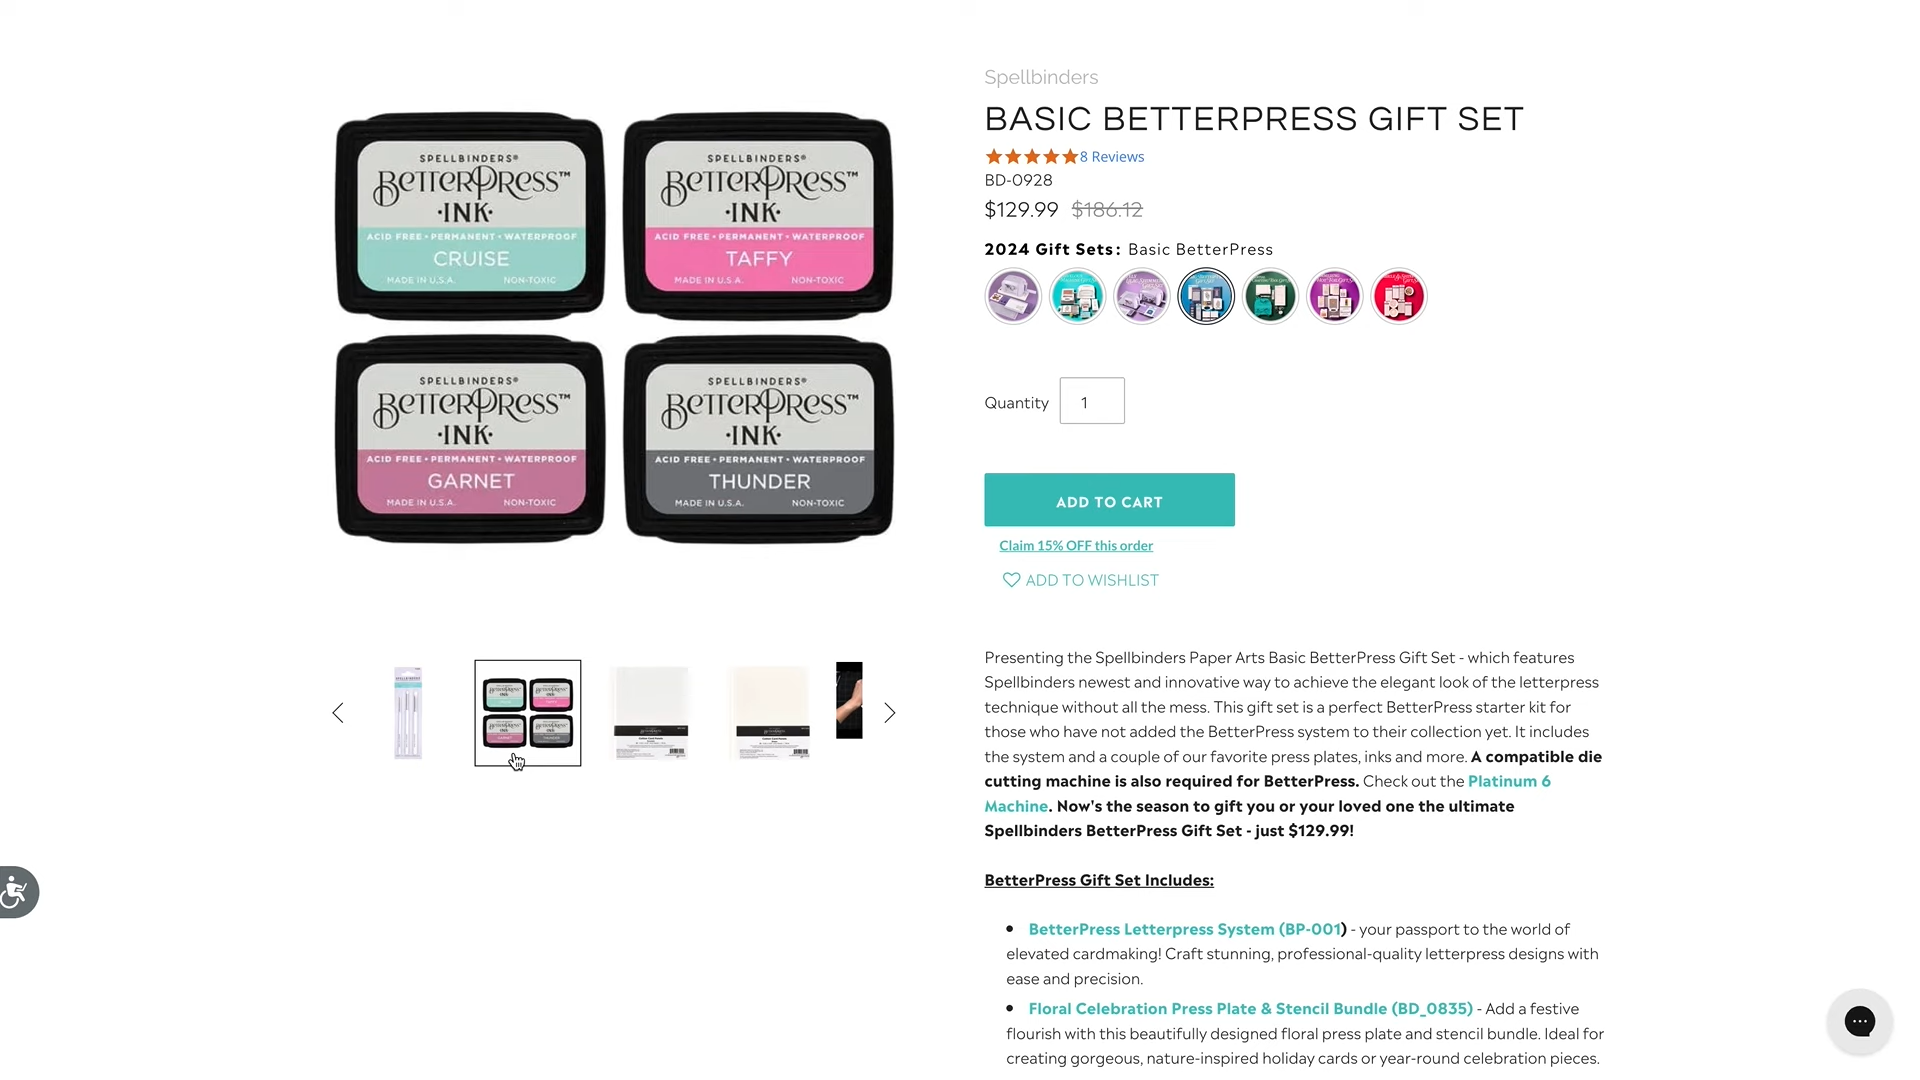 SPELLBINDERS®
BETTERPRESS™
·INK·
ACID FREE • PERMANENT • WATERPROOF
CRUISE
MADE IN U.S.A. NON-TOXIC
SPELLBINDERS®
BETTERPRESS™
·INK·
ACID FREE • PERMANENT • WATERPROOF
TAFFY
MADE IN U.S.A. NON-TOXIC
SPELLBINDERS®
BETTERPRESS™
·INK·
ACID FREE • PERMANENT • WATERPROOF
GARNET
MADE IN U.S.A. NON-TOXIC
SPELLBINDERS®
BETTERPRESS™
·INK·
ACID FREE • PERMANENT • WATERPROOF
THUNDER
MADE IN U.S.A. NON-TOXIC
Spellbinders
BASIC BETTERPRESS GIFT SET
8 Reviews
BD-0928
$129.99 $186.12
2024 Gift Sets: Basic BetterPress
Quantity 1
ADD TO CART
Claim 15% OFF this order
ADD TO WISHLIST
Presenting the Spellbinders Paper Arts Basic BetterPress Gift Set - which features
Spellbinders newest and innovative way to achieve the elegant look of the letterpress
technique without all the mess. This gift set is a perfect BetterPress starter kit for
those who have not added the BetterPress system to their collection yet. It includes
the system and a couple of our favorite press plates, inks and more. A compatible die
cutting machine is also required for BetterPress. Check out the Platinum 6
Machine. Now's the season to gift you or your loved one the ultimate
Spellbinders BetterPress Gift Set - just $129.99!
BetterPress Gift Set Includes:
• BetterPress Letterpress System (BP-001) - your passport to the world of
elevated cardmaking! Craft stunning, professional-quality letterpress designs with
ease and precision.
• Floral Celebration Press Plate & Stencil Bundle (BD_0835) - Add a festive
flourish with this beautifully designed floral press plate and stencil bundle. Ideal for
creating gorgeous, nature-inspired holiday cards or year-round celebration pieces.